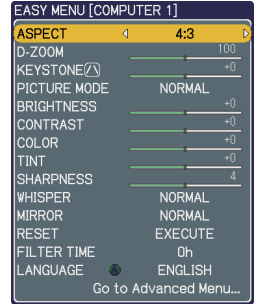 EASY MENU [COMPUTER 1]
ASPECT 4:3
D-ZOOM 100
KEYSTONE +0
PICTURE MODE NORMAL
BRIGHTNESS +0
CONTRAST +0
COLOR +0
TINT +0
SHARPNESS 4
WHISPER NORMAL
MIRROR NORMAL
RESET EXECUTE
FILTER TIME 0h
LANGUAGE ENGLISH
Go to Advanced Menu...